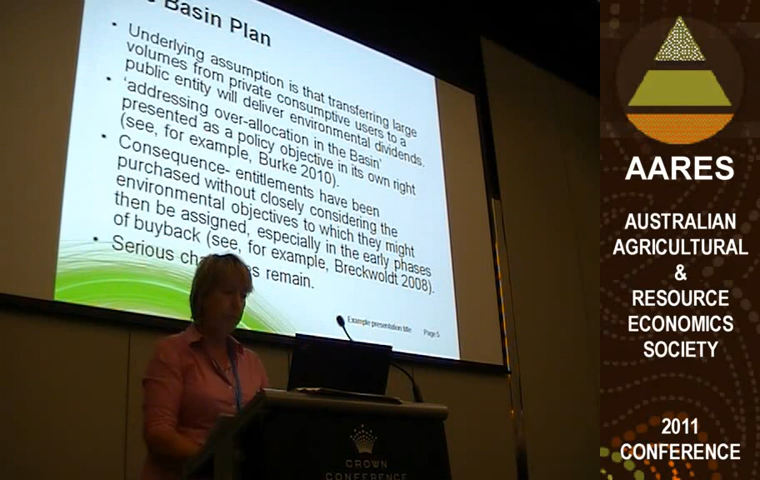 Basin Plan
• Underlying assumption is that transferring large
volumes from private consumptive users to a
public entity will deliver environmental dividends.
• 'addressing over-allocation in the Basin'
presented as a policy objective in its own right
(see, for example, Burke 2010).
• Consequence- entitlements have been
purchased without closely considering the
environmental objectives to which they might
then be assigned, especially in the early phases
of buyback (see, for example, Breckwoldt 2008).
• Serious remain.
Example presentation title Page 5
CROWN
CONFERENCE
AARES
AUSTRALIAN
AGRICULTURAL
&
RESOURCE
ECONOMICS
SOCIETY
2011
CONFERENCE